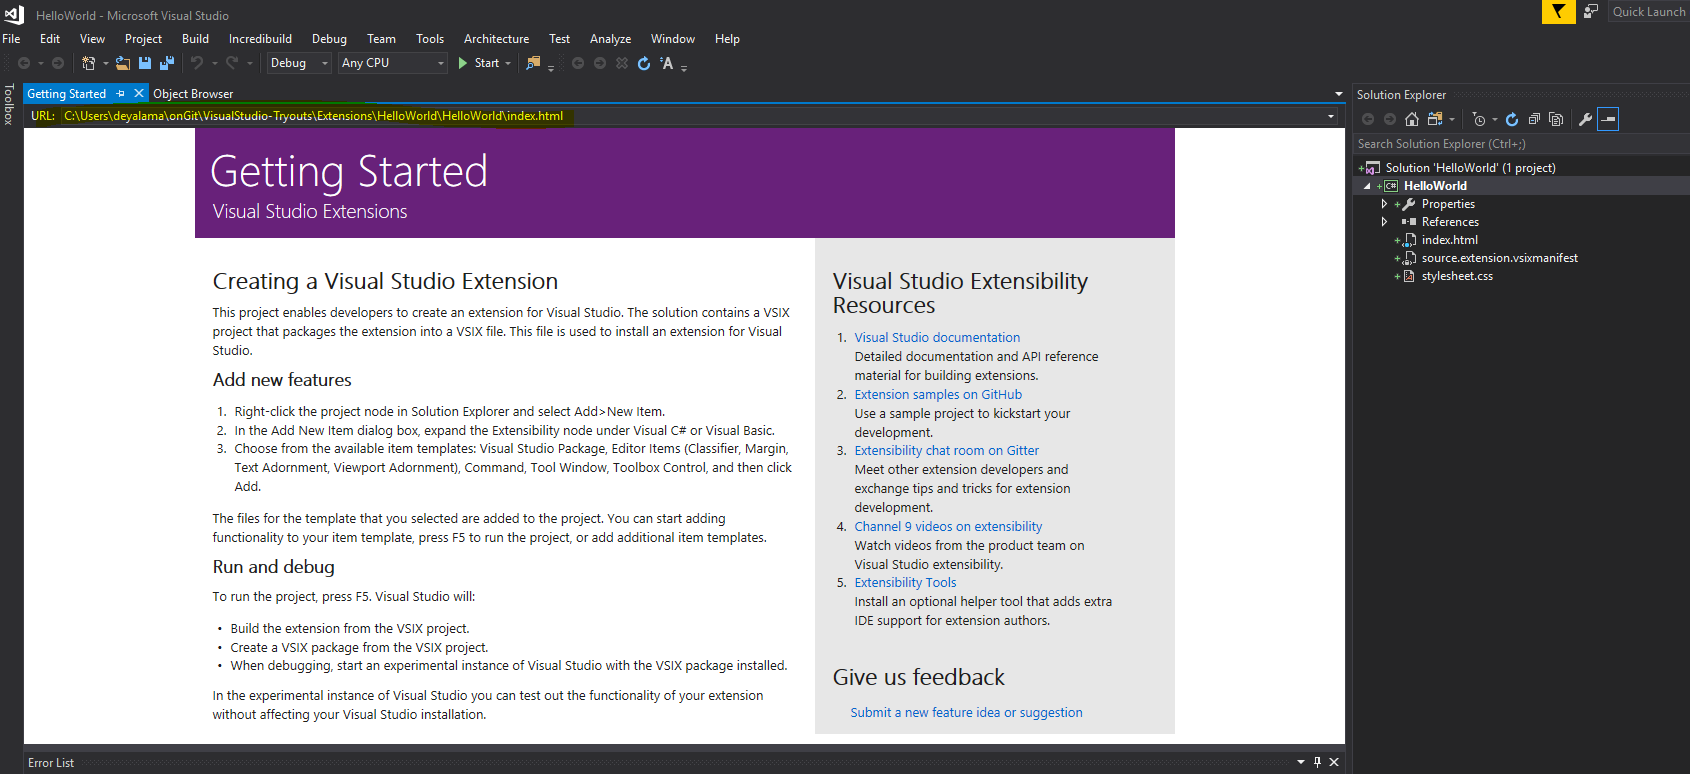 HelloWorld - Microsoft Visual Studio
Quick Launch
File Edit View Project Build Incredibuild Debug Team Tools Architecture Test Analyze Window Help
Debug Any CPU Start
Toolbox
Getting Started Object Browser
URL: C:\Users\deyalama\onGit\VisualStudio-Tryouts\Extensions\HelloWorld\HelloWorld\index.html
Getting Started
Visual Studio Extensions
Creating a Visual Studio Extension
This project enables developers to create an extension for Visual Studio. The solution contains a VSIX
project that packages the extension into a VSIX file. This file is used to install an extension for Visual
Studio.
Add new features
1. Right-click the project node in Solution Explorer and select Add>New Item.
2. In the Add New Item dialog box, expand the Extensibility node under Visual C# or Visual Basic.
3. Choose from the available item templates: Visual Studio Package, Editor Items (Classifier, Margin,
Text Adornment, Viewport Adornment), Command, Tool Window, Toolbox Control, and then click
Add.
The files for the template that you selected are added to the project. You can start adding
functionality to your item template, press F5 to run the project, or add additional item templates.
Run and debug
To run the project, press F5. Visual Studio will:
• Build the extension from the VSIX project.
• Create a VSIX package from the VSIX project.
• When debugging, start an experimental instance of Visual Studio with the VSIX package installed.
In the experimental instance of Visual Studio you can test out the functionality of your extension
without affecting your Visual Studio installation.
Visual Studio Extensibility
Resources
1. Visual Studio documentation
Detailed documentation and API reference
material for building extensions.
2. Extension samples on GitHub
Use a sample project to kickstart your
development.
3. Extensibility chat room on Gitter
Meet other extension developers and
exchange tips and tricks for extension
development.
4. Channel 9 videos on extensibility
Watch videos from the product team on
Visual Studio extensibility.
5. Extensibility Tools
Install an optional helper tool that adds extra
IDE support for extension authors.
Give us feedback
Submit a new feature idea or suggestion
Error List
Solution Explorer
Search Solution Explorer (Ctrl+;)
Solution 'HelloWorld' (1 project)
C# HelloWorld
Properties
References
index.html
source.extension.vsixmanifest
stylesheet.css